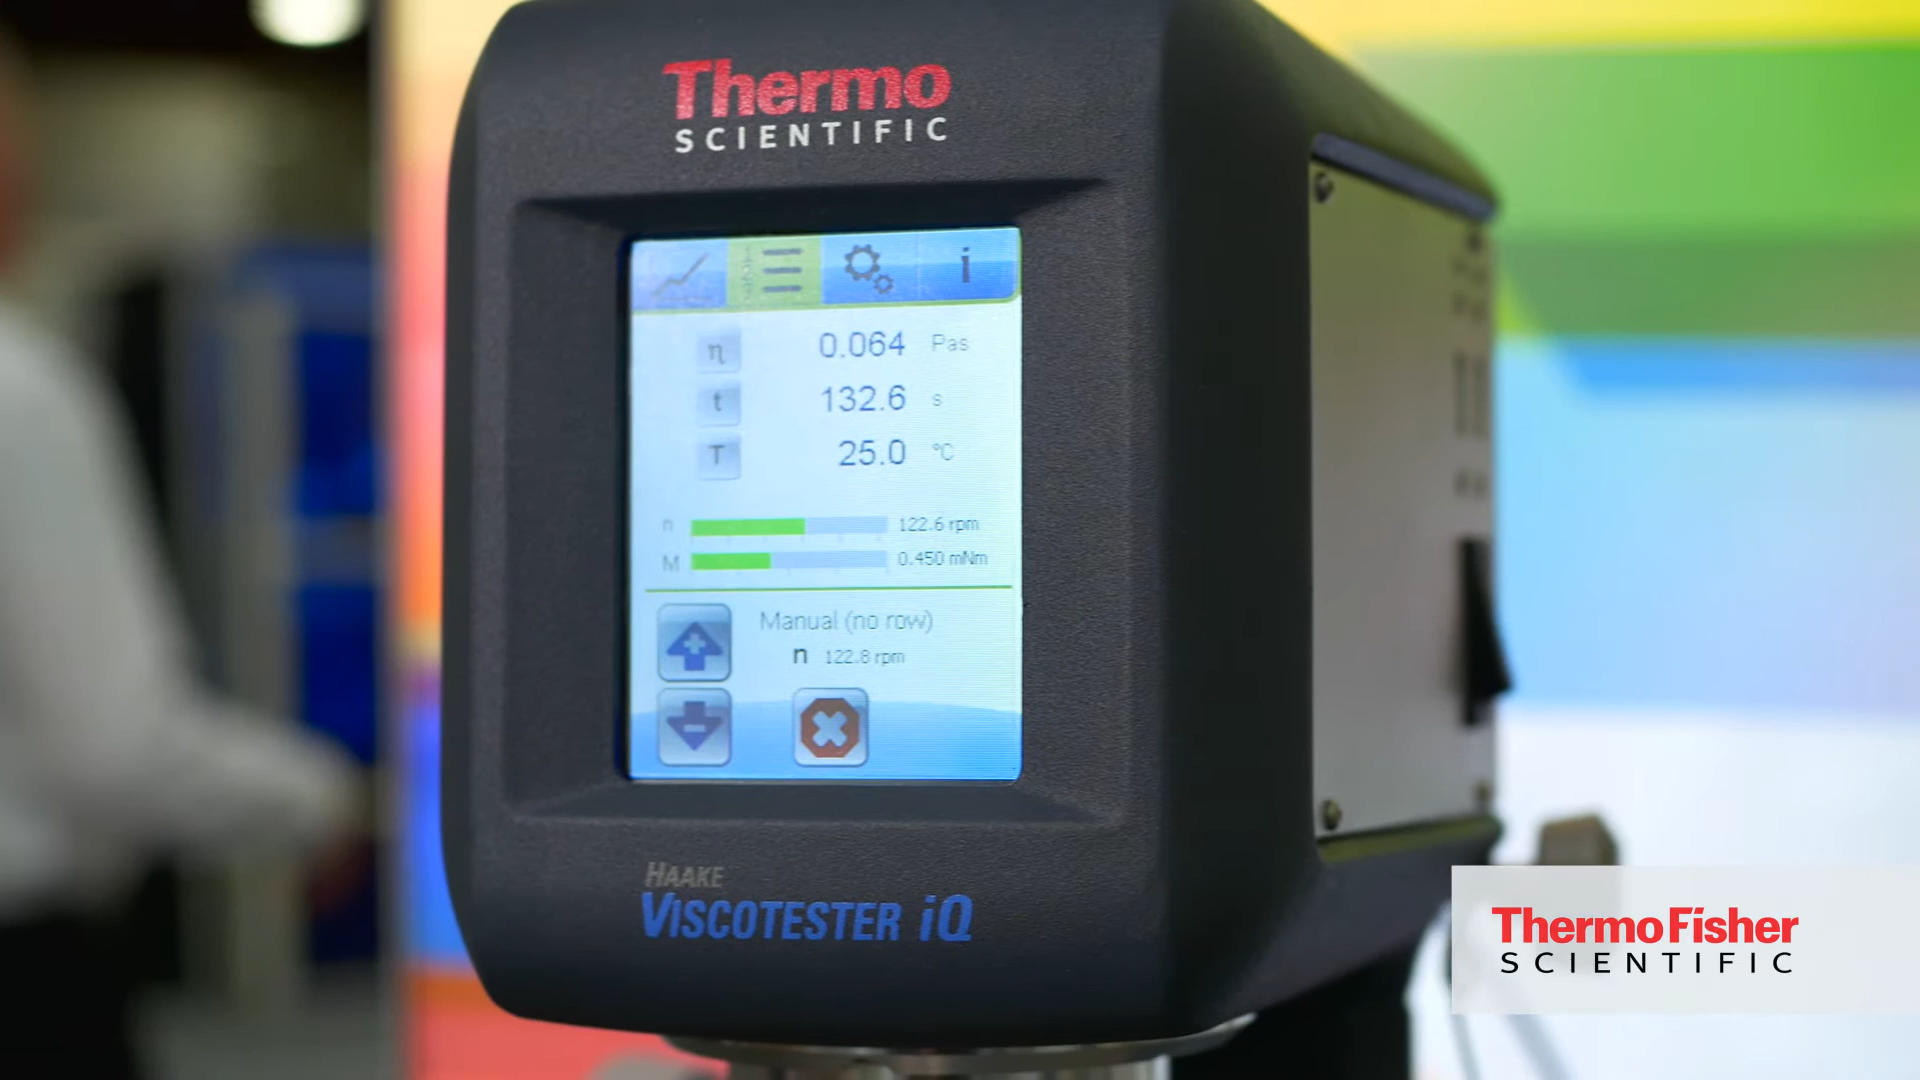 Thermo
SCIENTIFIC
i
η 0.064 Pas
t 132.6 s
T 25.0 °C
n 122.6 rpm
M 0.450 mNm
Manual (no row)
n 122.8 rpm
HAAKE
VISCOTESTER iQ
ThermoFisher
SCIENTIFIC